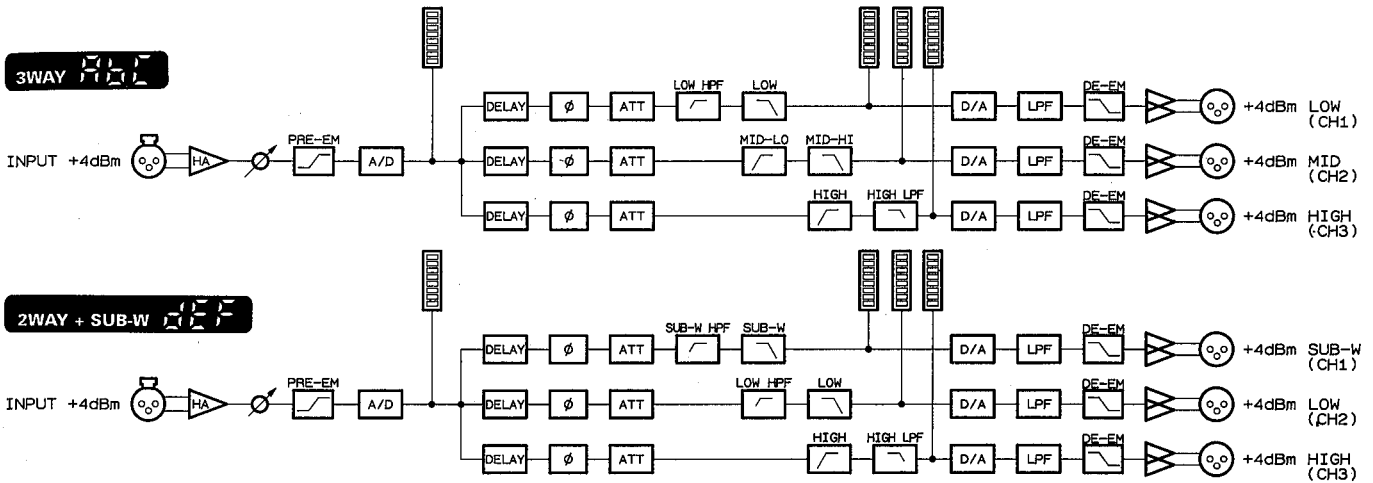 3WAY AbC
LOW HPF LOW DE-EM
DELAY ø ATT D/A LPF +4dBm LOW
(CH1)
PRE-EM MID-LO MID-HI DE-EM
INPUT +4dBm HA A/D DELAY ø ATT D/A LPF +4dBm MID
(CH2)
HIGH HIGH LPF DE-EM
DELAY ø ATT D/A LPF +4dBm HIGH
(CH3)
2WAY + SUB-W dEF
SUB-W HPF SUB-W DE-EM
DELAY ø ATT D/A LPF +4dBm SUB-W
(CH1)
PRE-EM LOW HPF LOW DE-EM
INPUT +4dBm HA A/D DELAY ø ATT D/A LPF +4dBm LOW
(CH2)
HIGH HIGH LPF DE-EM
DELAY ø ATT D/A LPF +4dBm HIGH
(CH3)